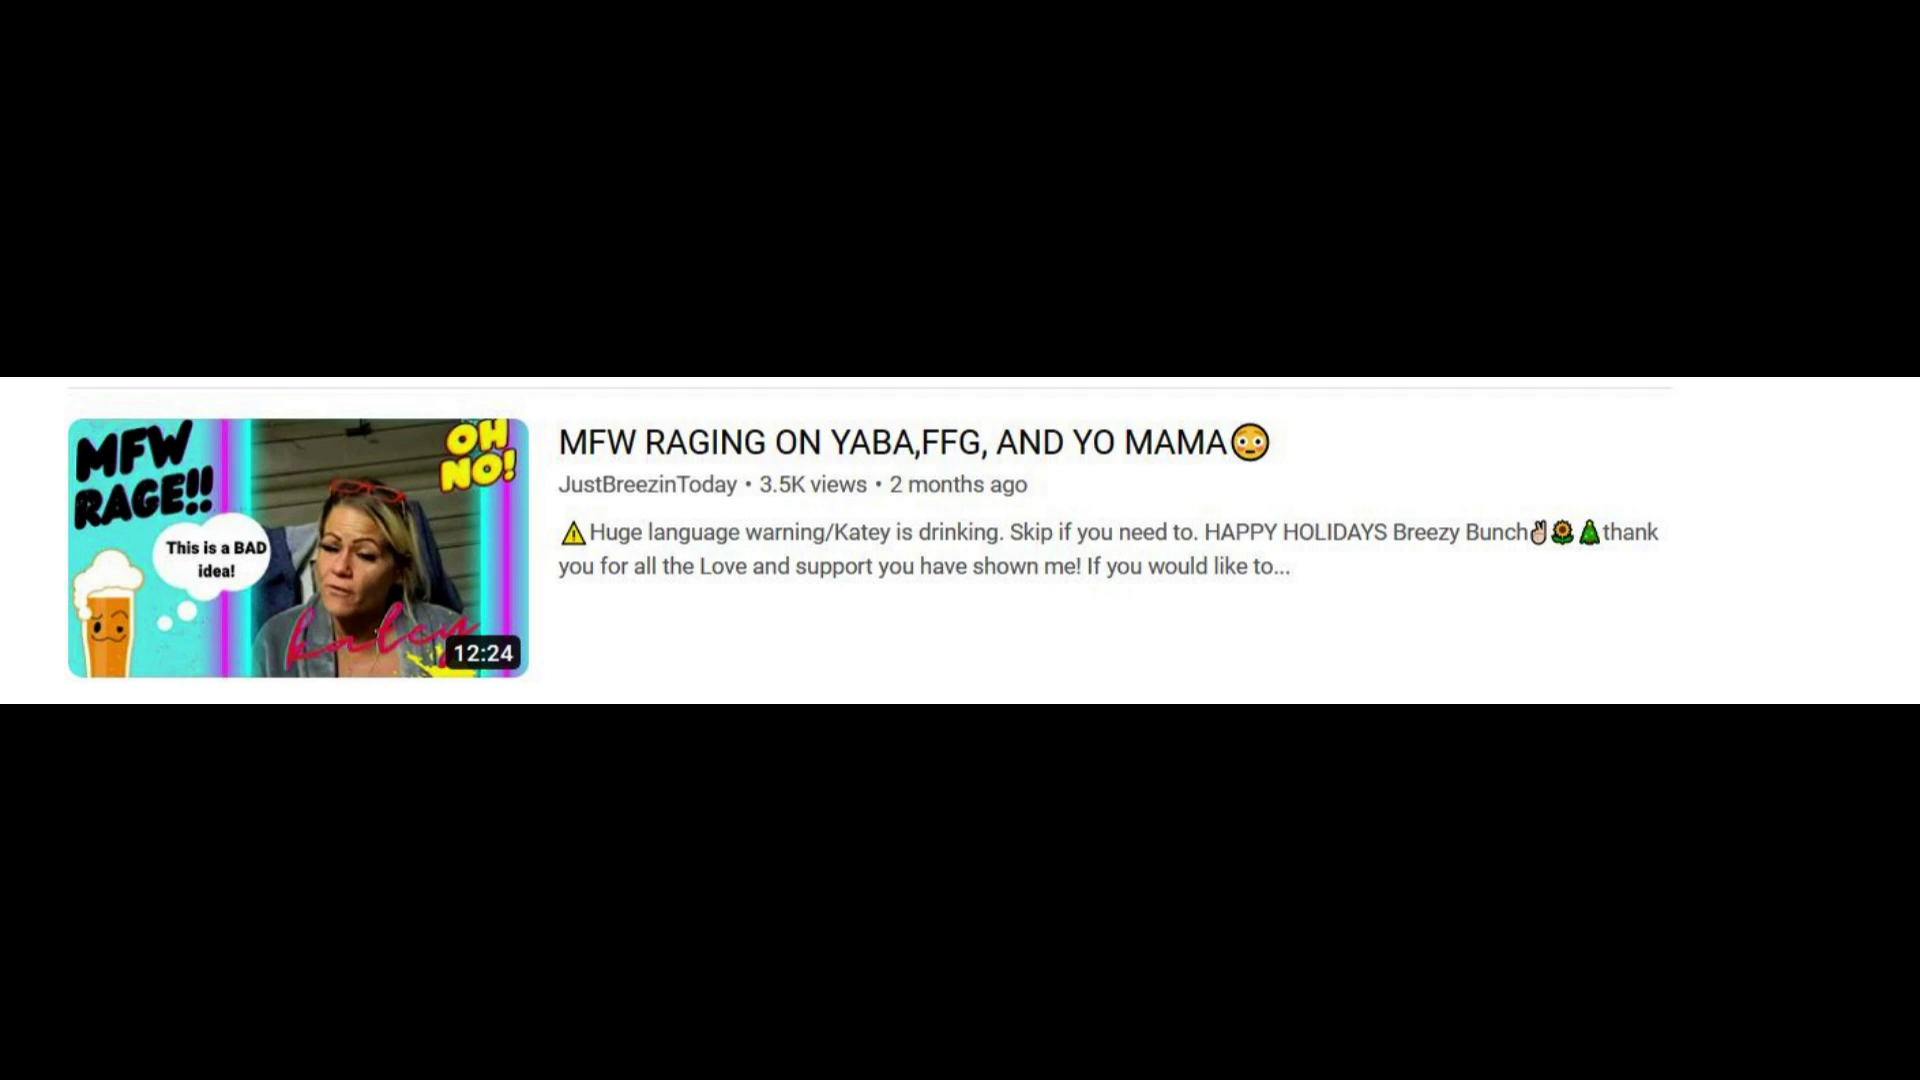 MFW
RAGE!!
OH
NO!
This is a BAD
idea!
katey
12:24
MFW RAGING ON YABA,FFG, AND YO MAMA😳
JustBreezinToday • 3.5K views • 2 months ago
⚠Huge language warning/Katey is drinking. Skip if you need to. HAPPY HOLIDAYS Breezy Bunch✌🏻🌻🎄thank
you for all the Love and support you have shown me! If you would like to...